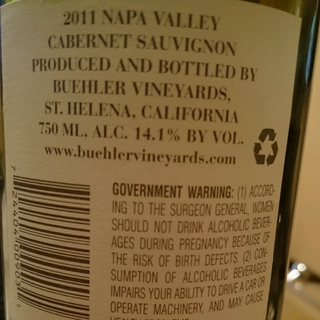 2011 NAPA VALLEY
CABERNET SAUVIGNON
PRODUCED AND BOTTLED BY
BUEHLER VINEYARDS,
ST. HELENA, CALIFORNIA
750 ML, ALC. 14.1% BY VOL.
www.buehlervineyards.com
GOVERNMENT WARNING: (1) ACCORD-
ING TO THE SURGEON GENERAL, WOMEN
SHOULD NOT DRINK ALCOHOLIC BEVER-
AGES DURING PREGNANCY BECAUSE OF
THE RISK OF BIRTH DEFECTS. (2) CON-
SUMPTION OF ALCOHOLIC BEVERAGES
IMPAIRS YOUR ABILITY TO DRIVE A CAR OR
OPERATE MACHINERY, AND MAY CAUSE